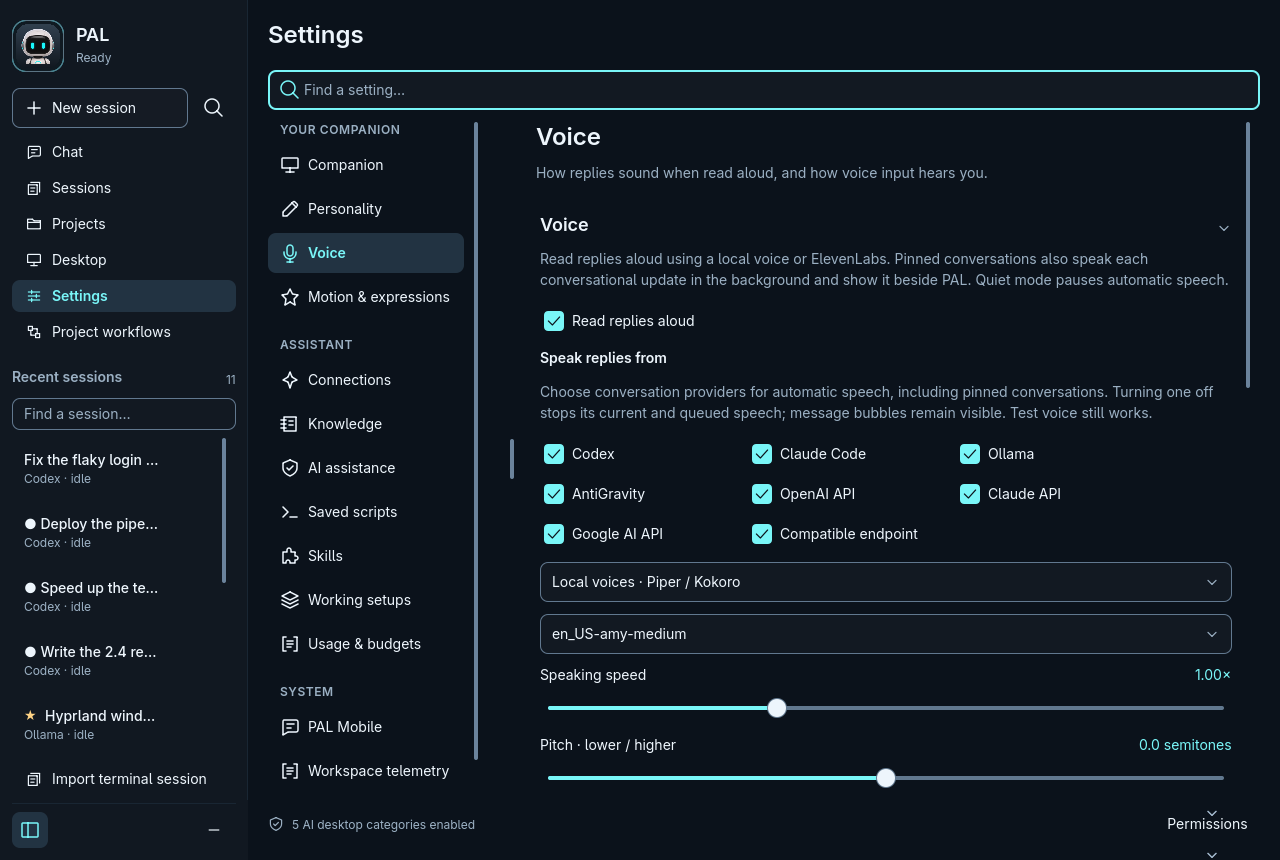 PAL
Ready
New session
Chat
Sessions
Projects
Desktop
Settings
Project workflows
Recent sessions 11
Find a session...
Fix the flaky login ...
Codex · idle
Deploy the pipe...
Codex · idle
Speed up the te...
Codex · idle
Write the 2.4 re...
Codex · idle
Hyprland wind...
Ollama · idle
Import terminal session
Settings
Find a setting...
YOUR COMPANION
Companion
Personality
Voice
Motion & expressions
ASSISTANT
Connections
Knowledge
AI assistance
Saved scripts
Skills
Working setups
Usage & budgets
SYSTEM
PAL Mobile
Workspace telemetry
Voice
How replies sound when read aloud, and how voice input hears you.
Voice
Read replies aloud using a local voice or ElevenLabs. Pinned conversations also speak each
conversational update in the background and show it beside PAL. Quiet mode pauses automatic speech.
Read replies aloud
Speak replies from
Choose conversation providers for automatic speech, including pinned conversations. Turning one off
stops its current and queued speech; message bubbles remain visible. Test voice still works.
Codex Claude Code Ollama
AntiGravity OpenAI API Claude API
Google AI API Compatible endpoint
Local voices · Piper / Kokoro
en_US-amy-medium
Speaking speed 1.00×
Pitch · lower / higher 0.0 semitones
5 AI desktop categories enabled
Permissions